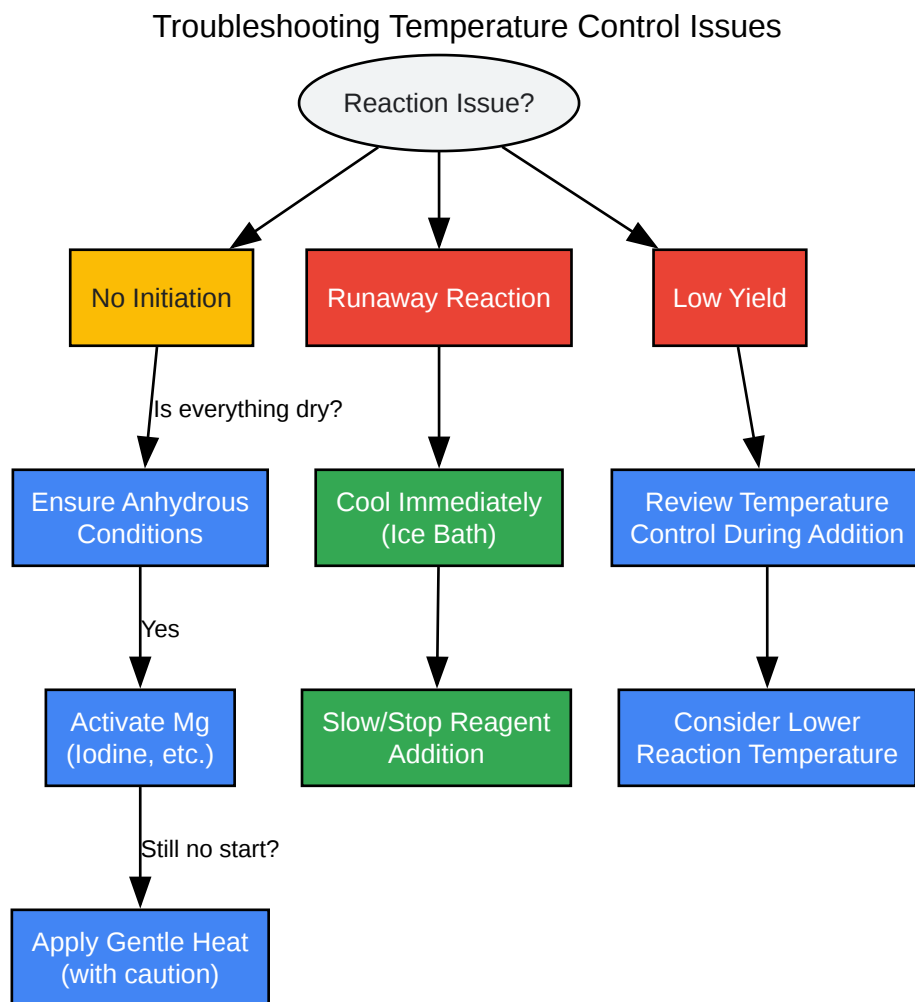 Troubleshooting Temperature Control Issues
Reaction Issue?
No Initiation
Runaway Reaction
Low Yield
Is everything dry?
Ensure Anhydrous
Conditions
Cool Immediately
(Ice Bath)
Review Temperature
Control During Addition
Yes
Activate Mg
(Iodine, etc.)
Slow/Stop Reagent
Addition
Consider Lower
Reaction Temperature
Still no start?
Apply Gentle Heat
(with caution)